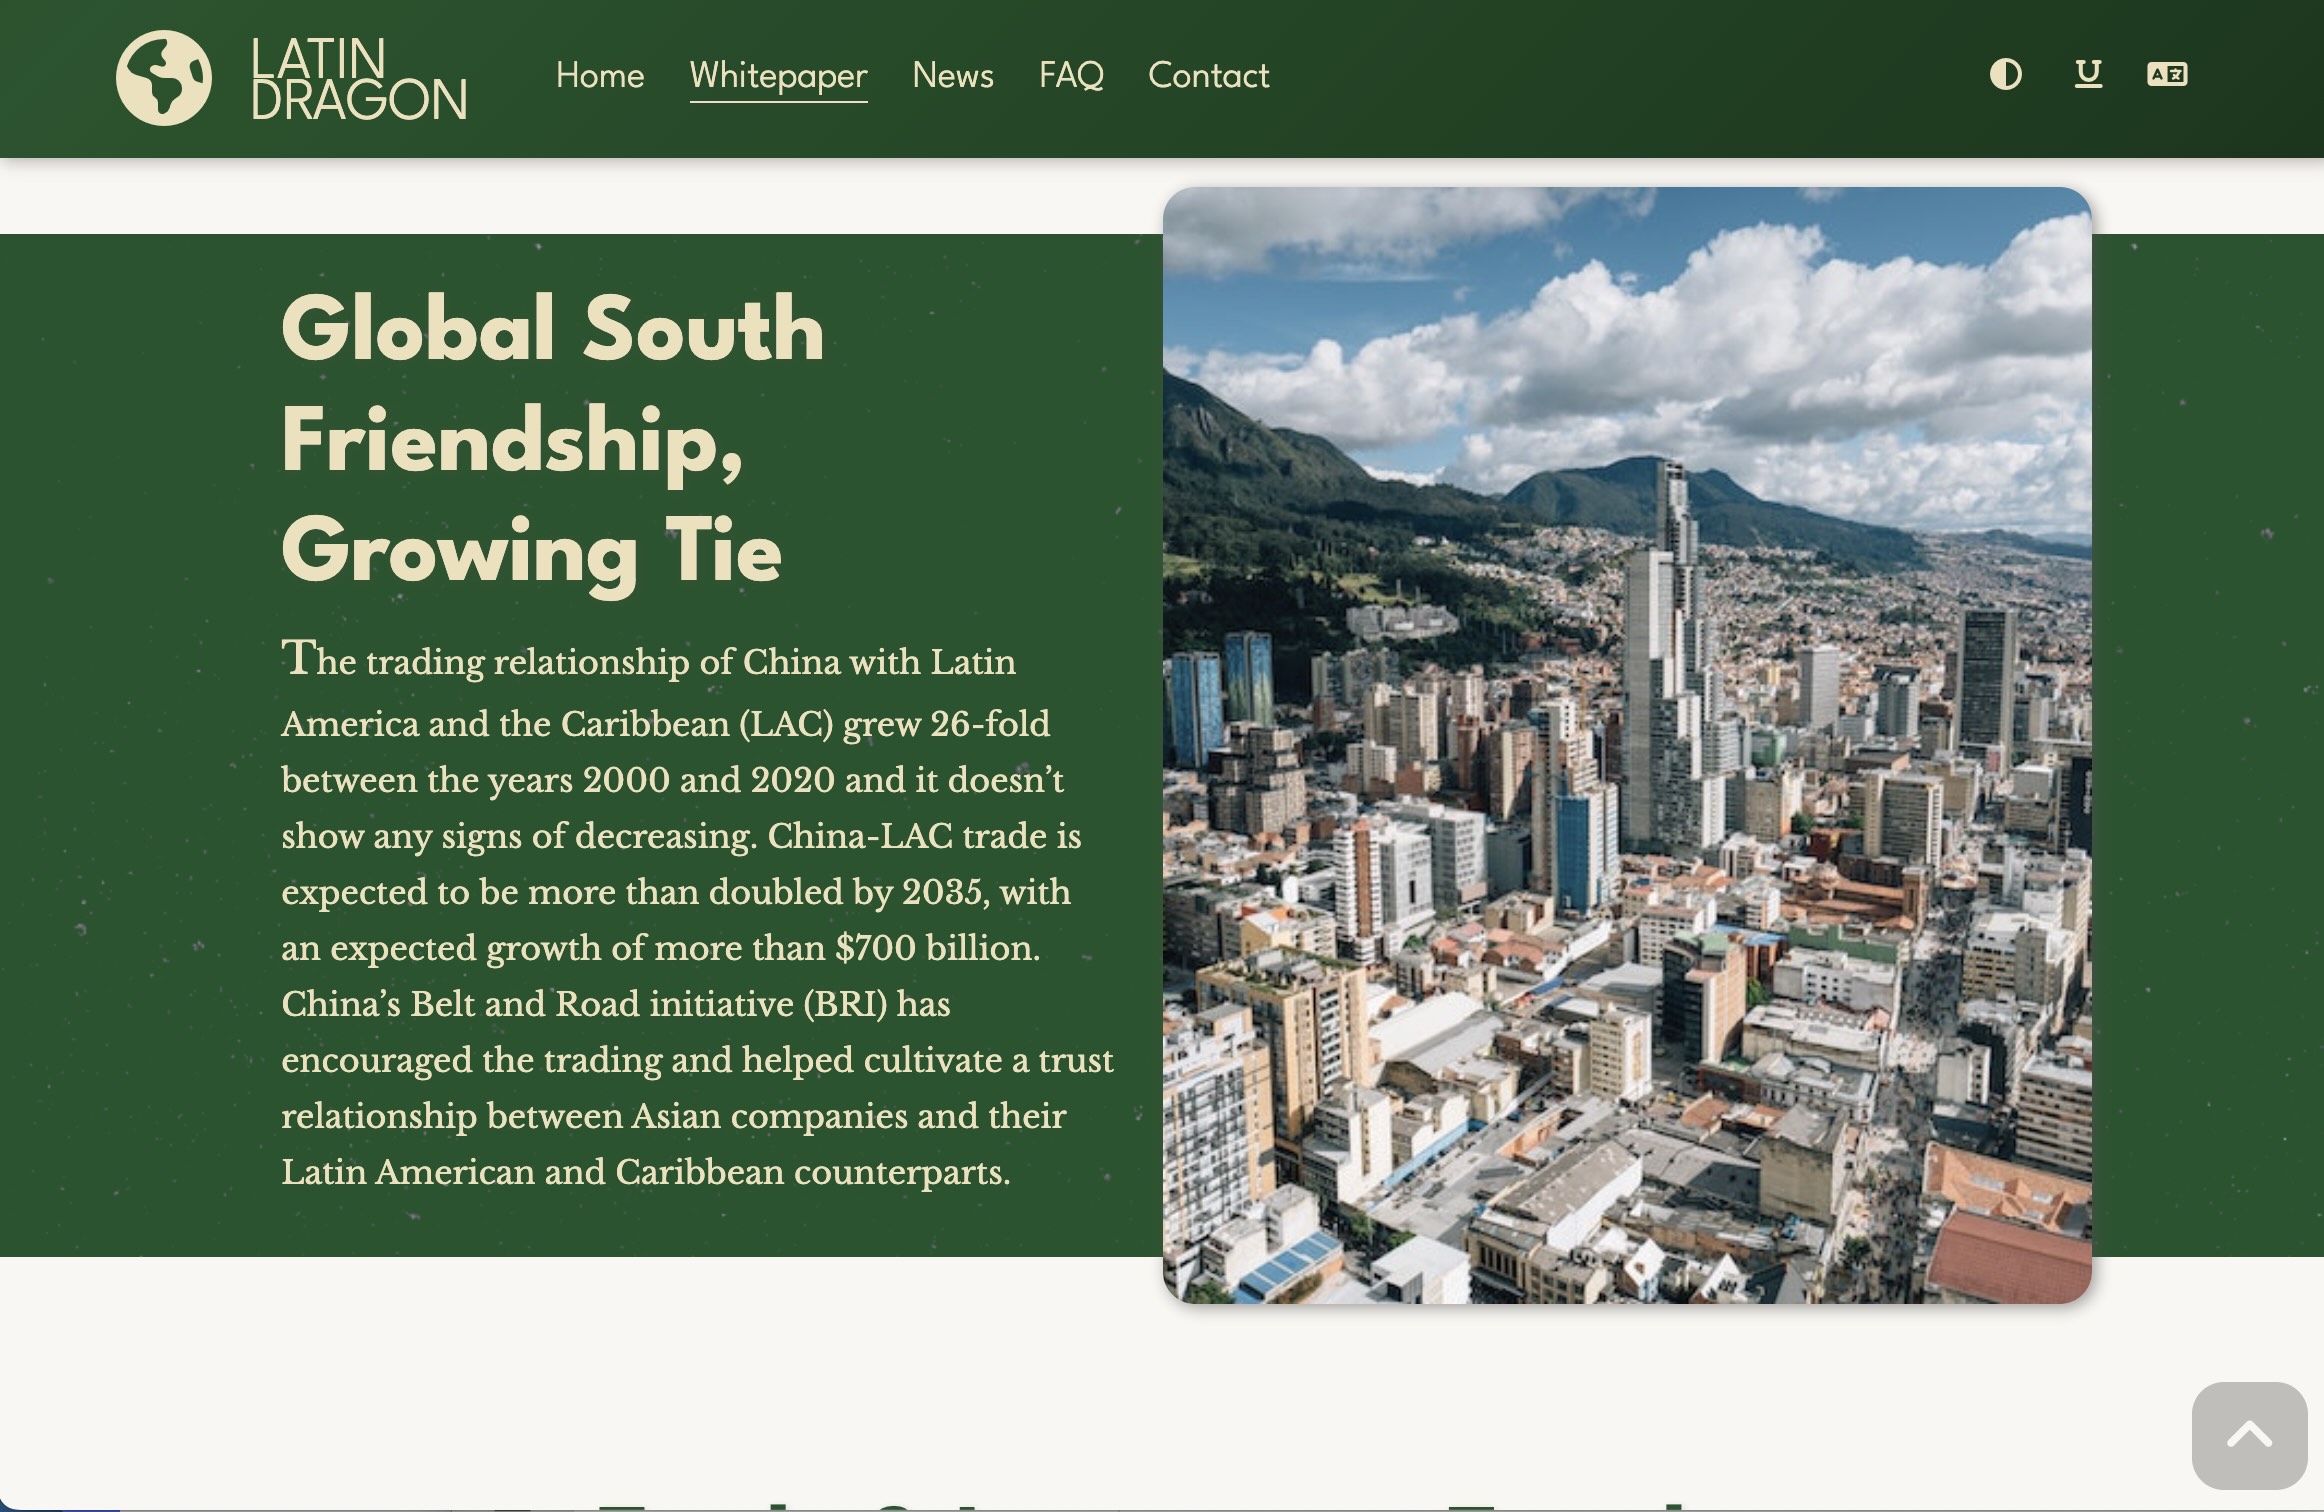 LATIN
DRAGON
Home Whitepaper News FAQ Contact
Global South
Friendship,
Growing Tie
The trading relationship of China with Latin
America and the Caribbean (LAC) grew 26-fold
between the years 2000 and 2020 and it doesn’t
show any signs of decreasing. China-LAC trade is
expected to be more than doubled by 2035, with
an expected growth of more than $700 billion.
China’s Belt and Road initiative (BRI) has
encouraged the trading and helped cultivate a trust
relationship between Asian companies and their
Latin American and Caribbean counterparts.